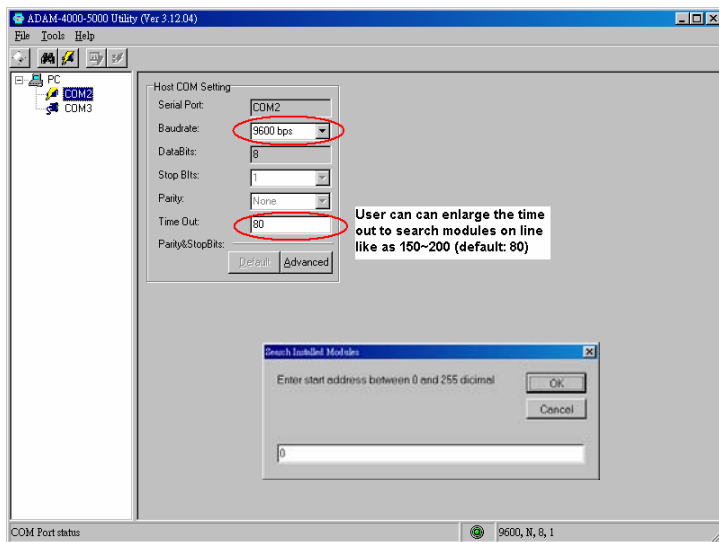 ADAM-4000-5000 Utility (Ver 3.12.04)
File Tools Help
PC
COM2
COM3
Host COM Setting
Serial Port: COM2
Baudrate: 9600 bps
DataBits: 8
Stop BIts: 1
Parity: None
Time Out: 80
Parity&StopBits:
Default Advanced
User can can enlarge the time
out to search modules on line
like as 150~200 (default: 80)
Search Installed Modules
Enter start address between 0 and 255 dicimal
OK
Cancel
0
COM Port status
9600, N, 8, 1